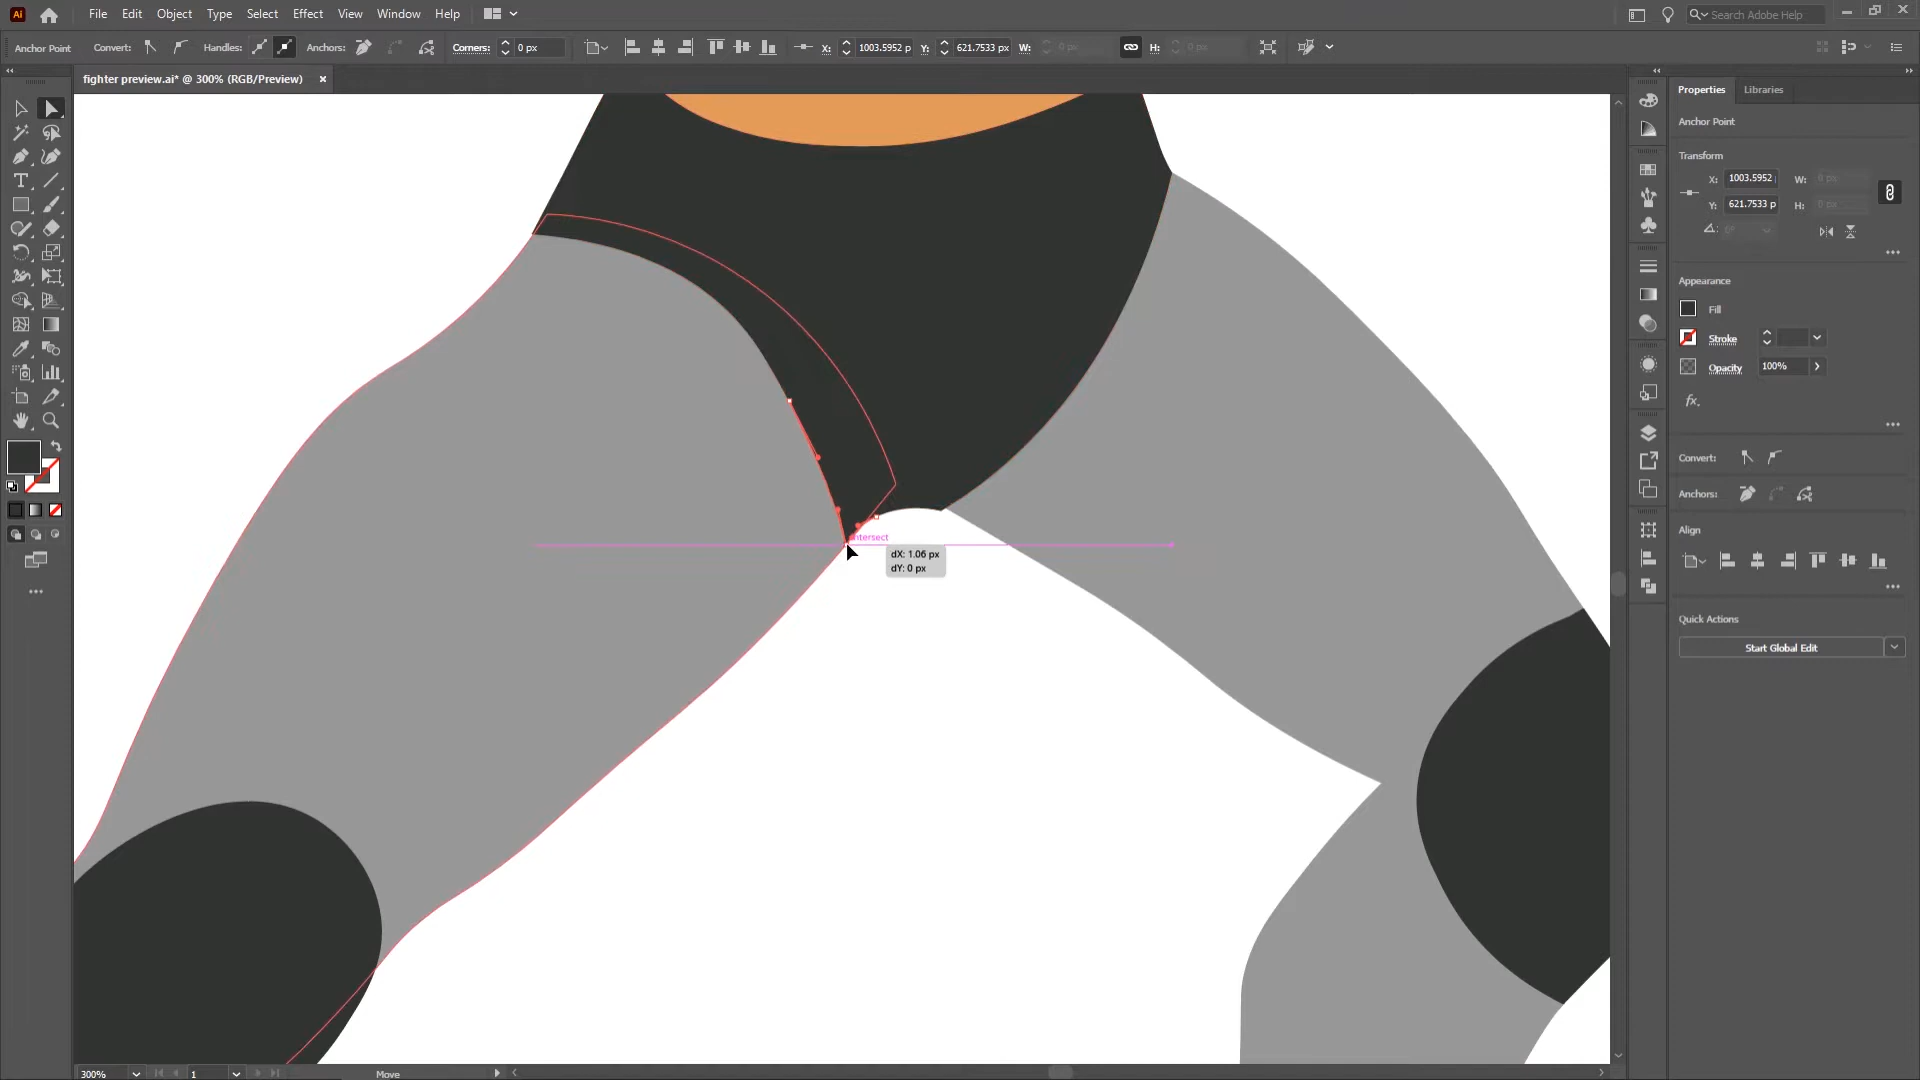 Ai File Edit Object Type Select Effect View Window Help Search Adobe Help
Anchor Point Convert: Handles: Anchors: Corners: 0 px X: 1003.5952 p Y: 621.7533 px W: 0 px H: 0 px
fighter preview.ai* @ 300% (RGB/Preview)
Properties Libraries
Anchor Point
Transform
X: 1003.5952 W: 0 px
Y: 621.7533 p H: 0 px
Appearance
Fill
Stroke
Opacity 100%
fx.
Convert:
Anchors:
Align
Quick Actions
Start Global Edit
intersect
dX: 1.06 px
dY: 0 px
300% 1 Move